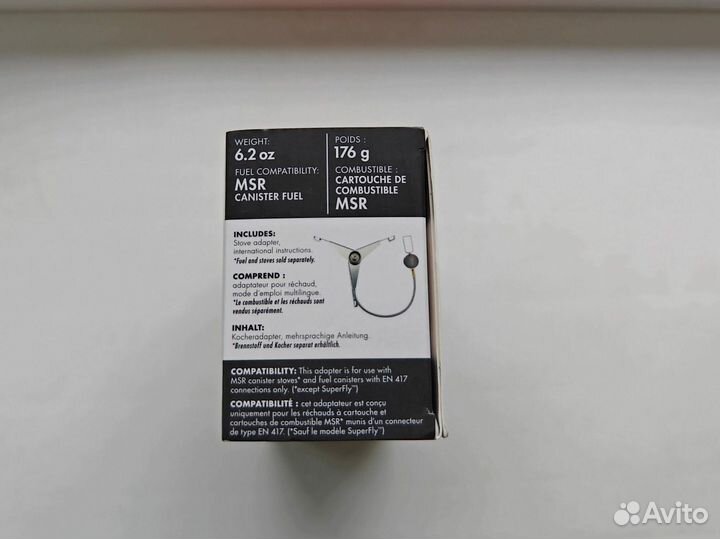 WEIGHT:
6.2 oz
FUEL COMPATIBILITY:
MSR
CANISTER FUEL
POIDS :
176 g
COMBUSTIBLE :
CARTOUCHE DE
COMBUSTIBLE
MSR
INCLUDES:
Stove adapter,
international instructions.
*Fuel and stoves sold separately.
COMPREND :
adaptateur pour réchaud,
mode d'emploi multilingue.
*Le combustible et les réchauds sont
vendus séparément.
INHALT:
Kocheradapter, mehrsprachige Anleitung.
*Brennstoff und Kocher separat erhältlich.
COMPATIBILITY: This adapter is for use with
MSR canister stoves* and fuel canisters with EN 417
connections only. (*except SuperFly™)
COMPATIBILITÉ : cet adaptateur est conçu
uniquement pour les réchauds à cartouche et
cartouches de combustible MSR* munis d'un connecteur
de type EN 417. (*Sauf le modèle SuperFly™)
Avito